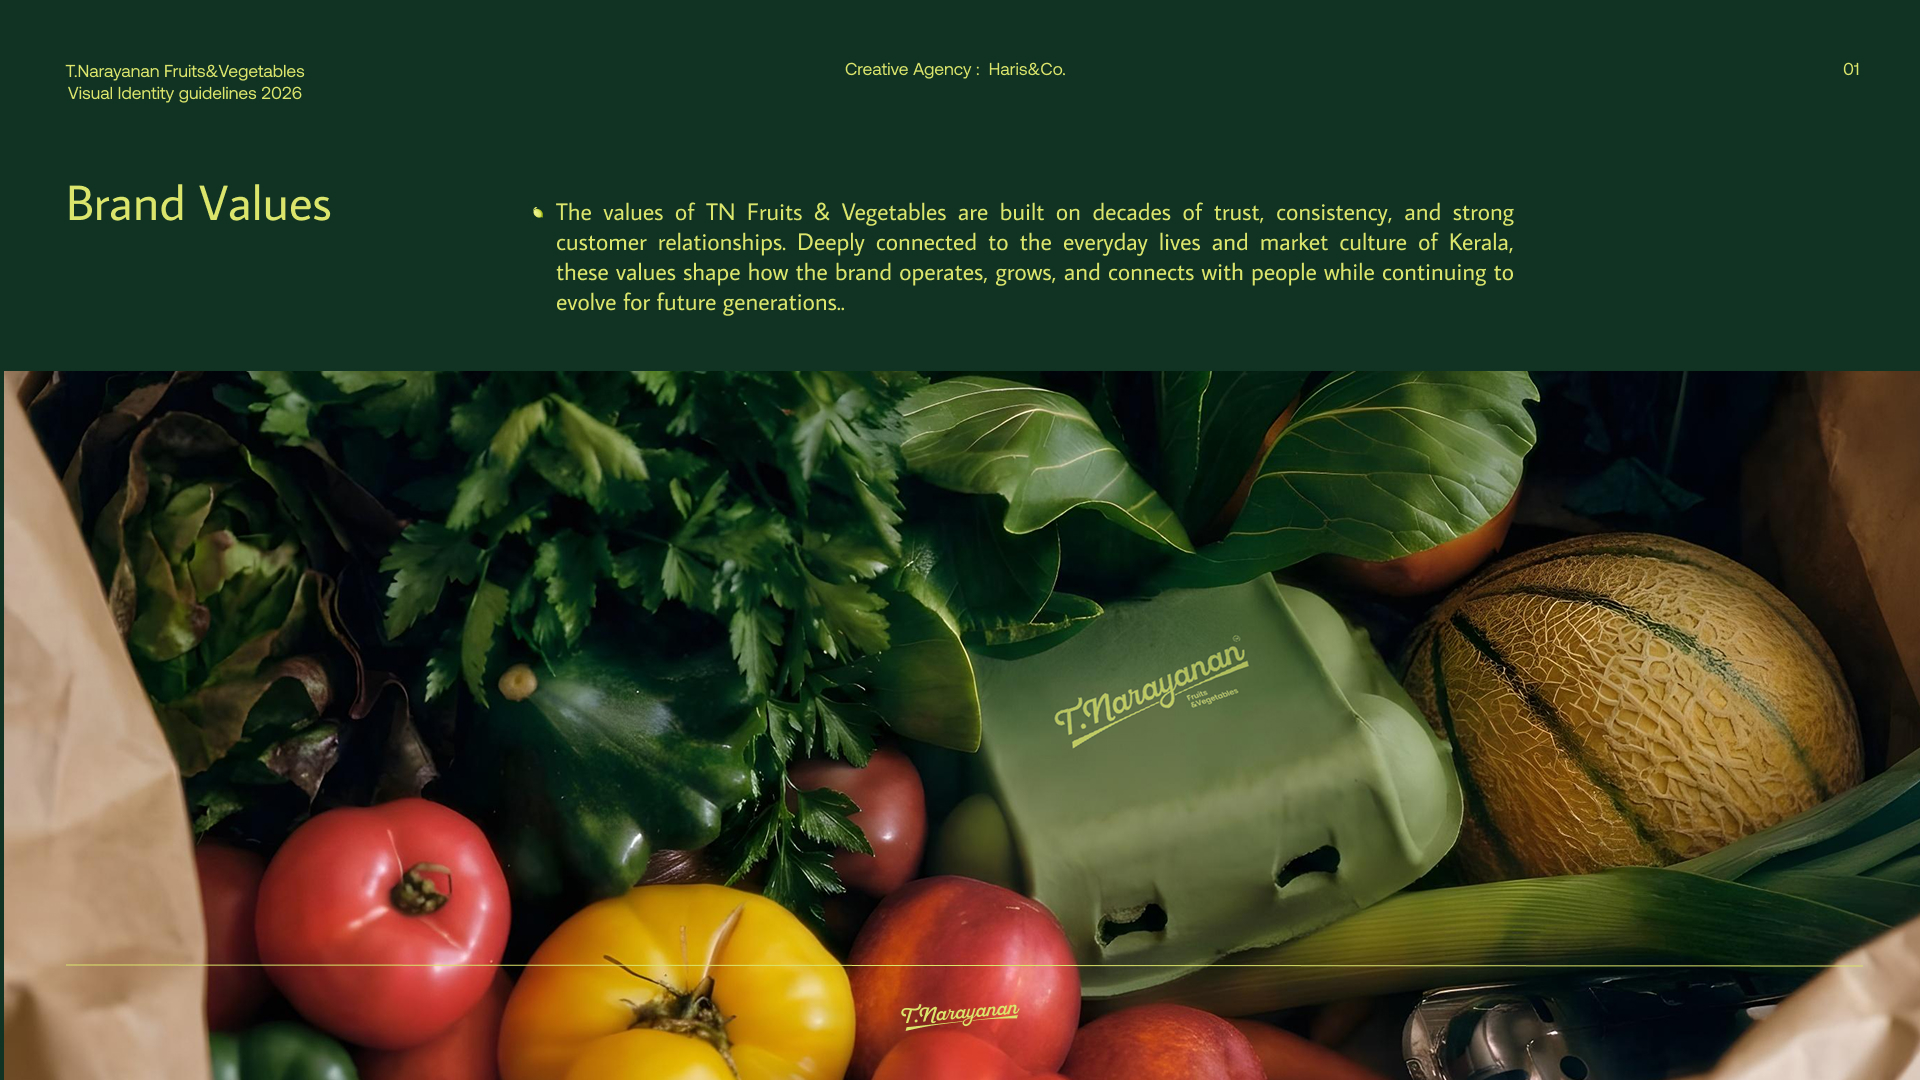 T.Narayanan Fruits&Vegetables
Visual Identity guidelines 2026
Creative Agency : Haris&Co.
01
Brand Values
The values of TN Fruits & Vegetables are built on decades of trust, consistency, and strong
customer relationships. Deeply connected to the everyday lives and market culture of Kerala,
these values shape how the brand operates, grows, and connects with people while continuing to
evolve for future generations..
T.Narayanan
Fruits
&Vegetables
T.Narayanan